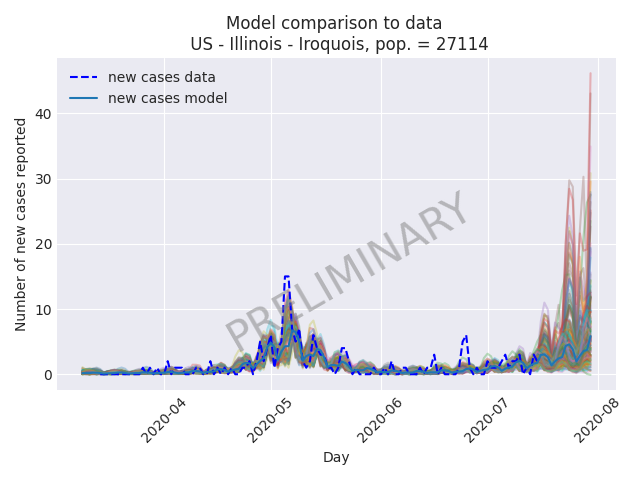 Model comparison to data
US - Illinois - Iroquois, pop. = 27114
new cases data
new cases model
PRELIMINARY
Number of new cases reported
40
30
20
10
0
2020-04
2020-05
2020-06
2020-07
2020-08
Day